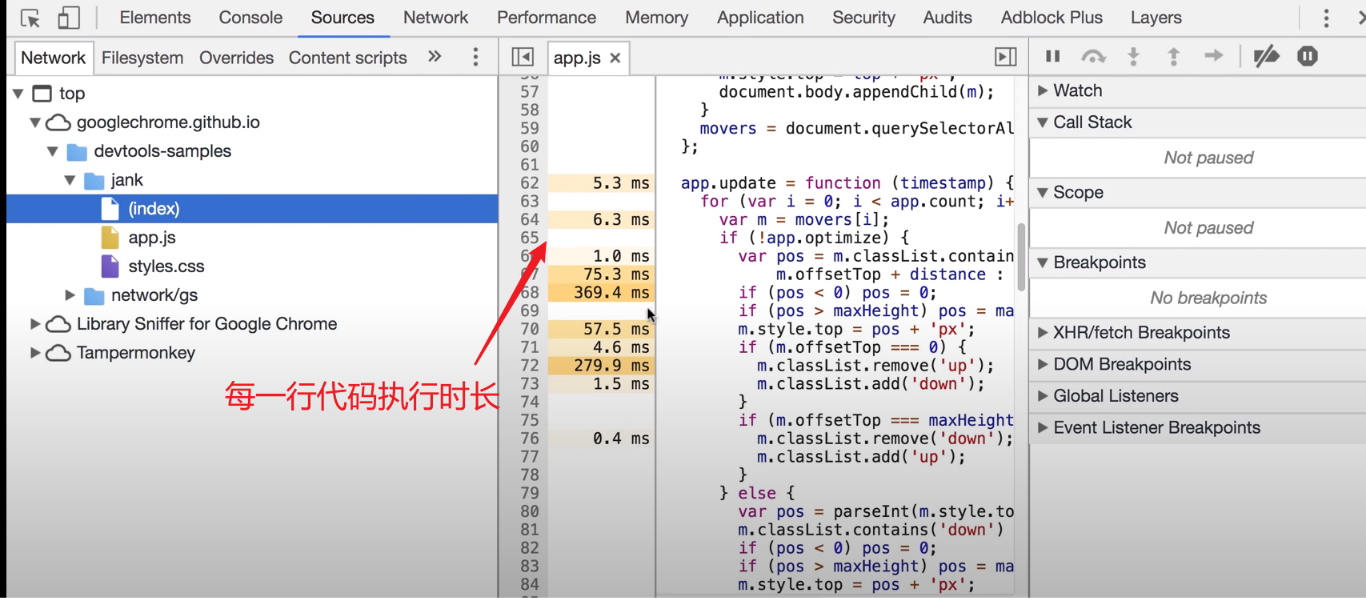 Elements Console Sources Network Performance Memory Application Security Audits Adblock Plus Layers
Network Filesystem Overrides Content scripts »
app.js ×
top
googlechrome.github.io
devtools-samples
jank
(index)
app.js
styles.css
network/gs
Library Sniffer for Google Chrome
Tampermonkey
每一行代码执行时长
57 document.body.appendChild(m);
58 }
59 movers = document.querySelectorAl
60 };
61
62 5.3 ms app.update = function (timestamp) {
63 for (var i = 0; i < app.count; i+
64 6.3 ms var m = movers[i];
65 if (!app.optimize) {
66 1.0 ms var pos = m.classList.contain
67 75.3 ms m.offsetTop + distance :
68 369.4 ms if (pos < 0) pos = 0;
69 if (pos > maxHeight) pos = ma
70 57.5 ms m.style.top = pos + 'px';
71 4.6 ms if (m.offsetTop === 0) {
72 279.9 ms m.classList.remove('up');
73 1.5 ms m.classList.add('down');
74 }
75 if (m.offsetTop === maxHeight
76 0.4 ms m.classList.remove('down');
77 m.classList.add('up');
78 }
79 } else {
80 var pos = parseInt(m.style.to
81 m.classList.contains('down')
82 if (pos < 0) pos = 0;
83 if (pos > maxHeight) pos = ma
84 m.style.top = pos + 'px';
Watch
Call Stack
Not paused
Scope
Not paused
Breakpoints
No breakpoints
XHR/fetch Breakpoints
DOM Breakpoints
Global Listeners
Event Listener Breakpoints